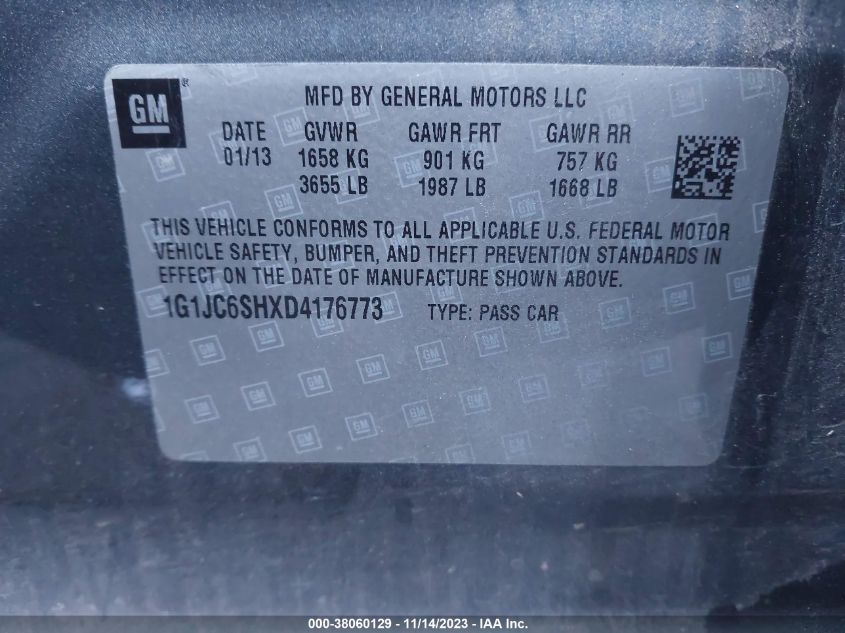 GM
MFD BY GENERAL MOTORS LLC
DATE GVWR GAWR FRT GAWR RR
01/13 1658 KG 901 KG 757 KG
3655 LB 1987 LB 1668 LB
THIS VEHICLE CONFORMS TO ALL APPLICABLE U.S. FEDERAL MOTOR
VEHICLE SAFETY, BUMPER, AND THEFT PREVENTION STANDARDS IN
EFFECT ON THE DATE OF MANUFACTURE SHOWN ABOVE.
1G1JC6SHXD4176773 TYPE: PASS CAR
000-38060129 - 11/14/2023 - IAA Inc.